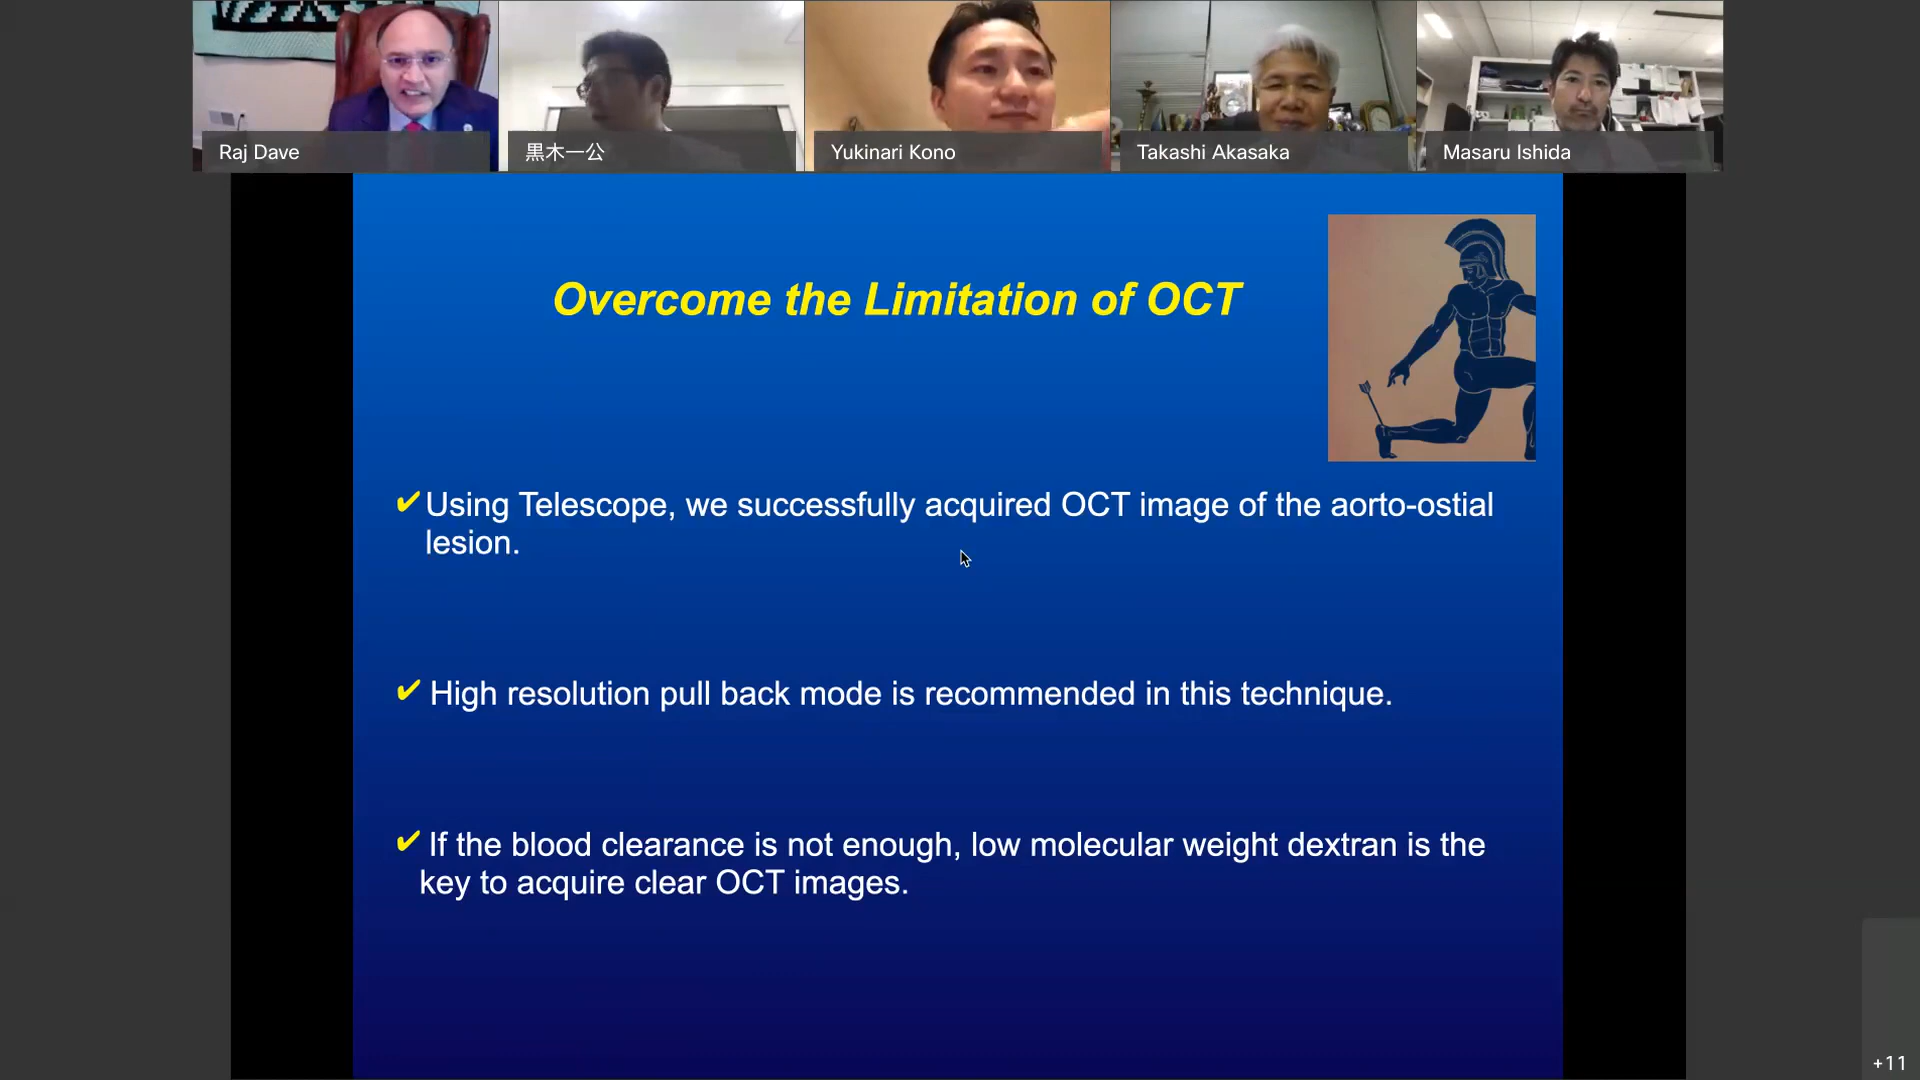 Raj Dave
黒木一公
Yukinari Kono
Takashi Akasaka
Masaru Ishida
Overcome the Limitation of OCT
✔Using Telescope, we successfully acquired OCT image of the aorto-ostial
lesion.
✔ High resolution pull back mode is recommended in this technique.
✔ If the blood clearance is not enough, low molecular weight dextran is the
key to acquire clear OCT images.
+11